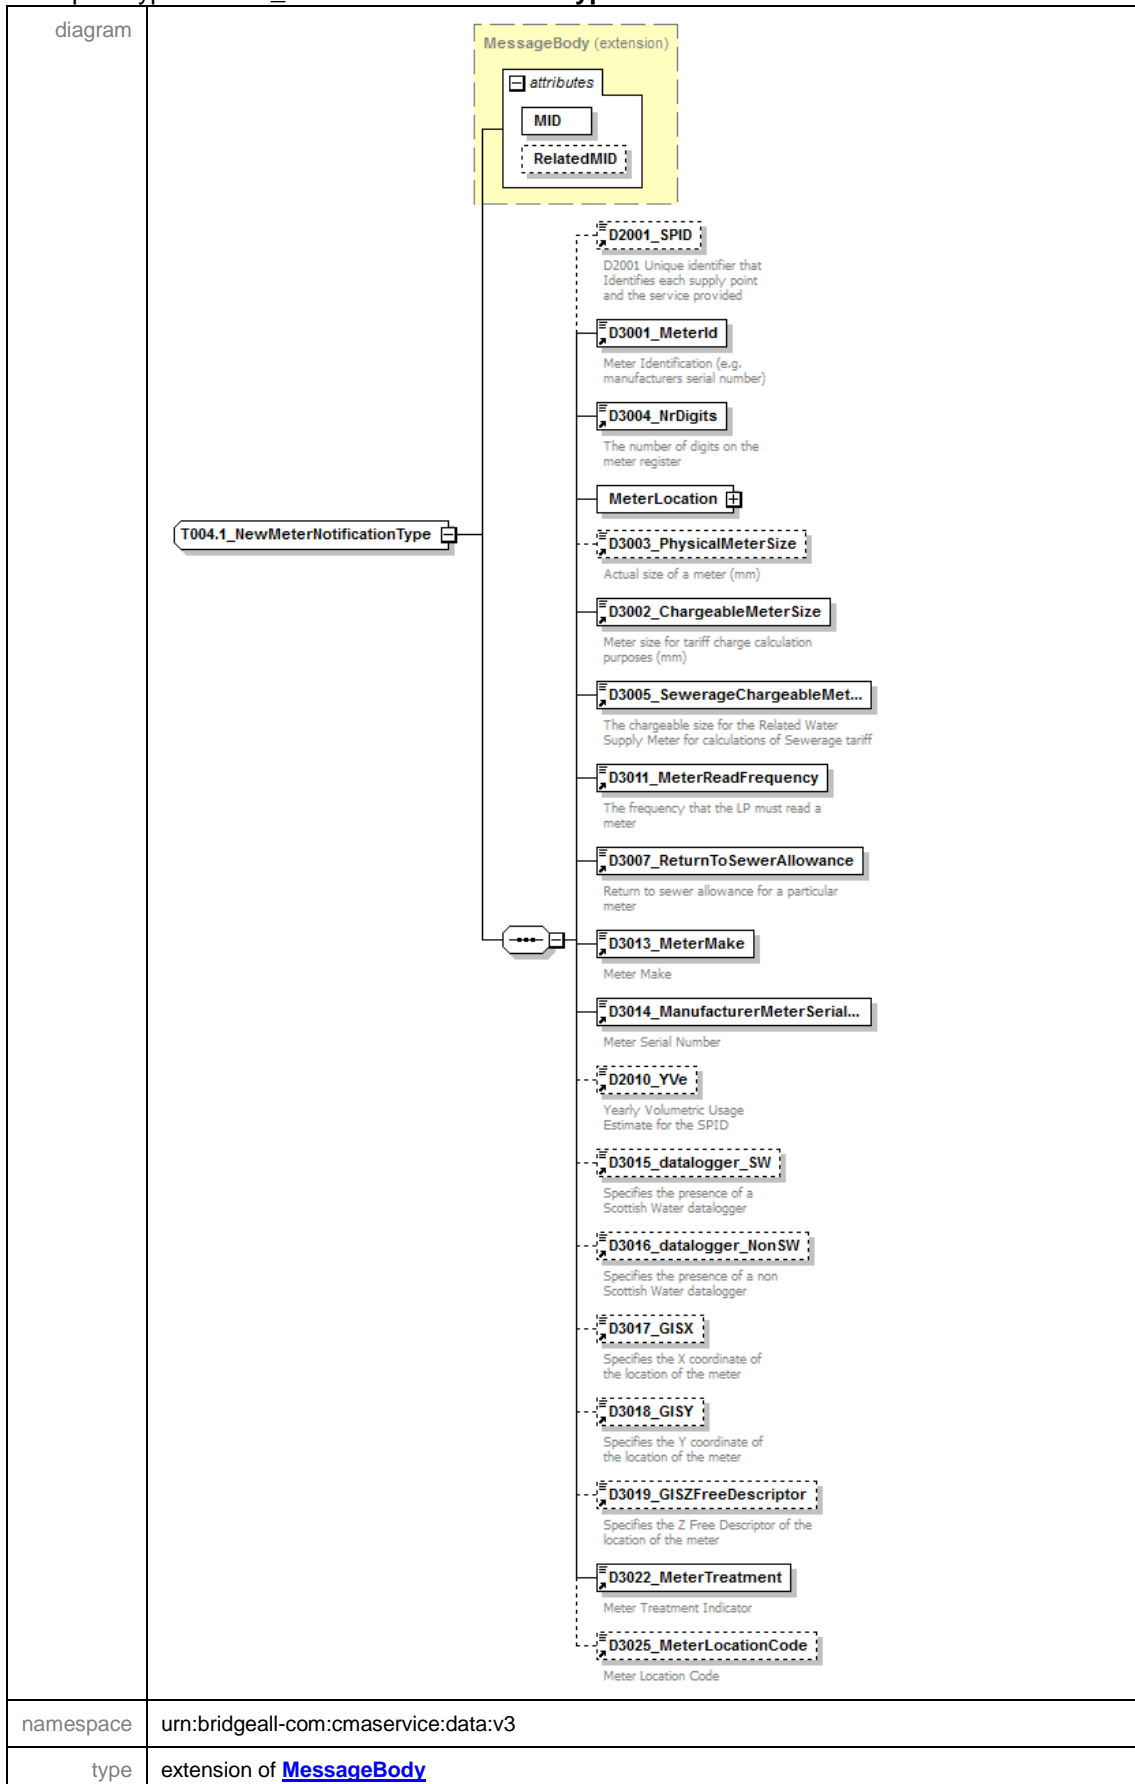 diagram
MessageBody (extension)
attributes
MID
RelatedMID
D2001_SPID
D2001 Unique identifier that
Identifies each supply point
and the service provided
D3001_MeterId
Meter Identification (e.g.
manufacturers serial number)
D3004_NrDigits
The number of digits on the
meter register
MeterLocation
T004.1_NewMeterNotificationType
D3003_PhysicalMeterSize
Actual size of a meter (mm)
D3002_ChargeableMeterSize
Meter size for tariff charge calculation
purposes (mm)
D3005_SewerageChargeableMet...
The chargeable size for the Related Water
Supply Meter for calculations of Sewerage tariff
D3011_MeterReadFrequency
The frequency that the LP must read a
meter
D3007_ReturnToSewerAllowance
Return to sewer allowance for a particular
meter
D3013_MeterMake
Meter Make
D3014_ManufacturerMeterSerial...
Meter Serial Number
D2010_YVe
Yearly Volumetric Usage
Estimate for the SPID
D3015_datalogger_SW
Specifies the presence of a
Scottish Water datalogger
D3016_datalogger_NonSW
Specifies the presence of a non
Scottish Water datalogger
D3017_GISX
Specifies the X coordinate of
the location of the meter
D3018_GISY
Specifies the Y coordinate of
the location of the meter
D3019_GISZFreeDescriptor
Specifies the Z Free Descriptor of the
location of the meter
D3022_MeterTreatment
Meter Treatment Indicator
D3025_MeterLocationCode
Meter Location Code
namespace urn:bridgeall-com:cmaservice:data:v3
type extension of MessageBody